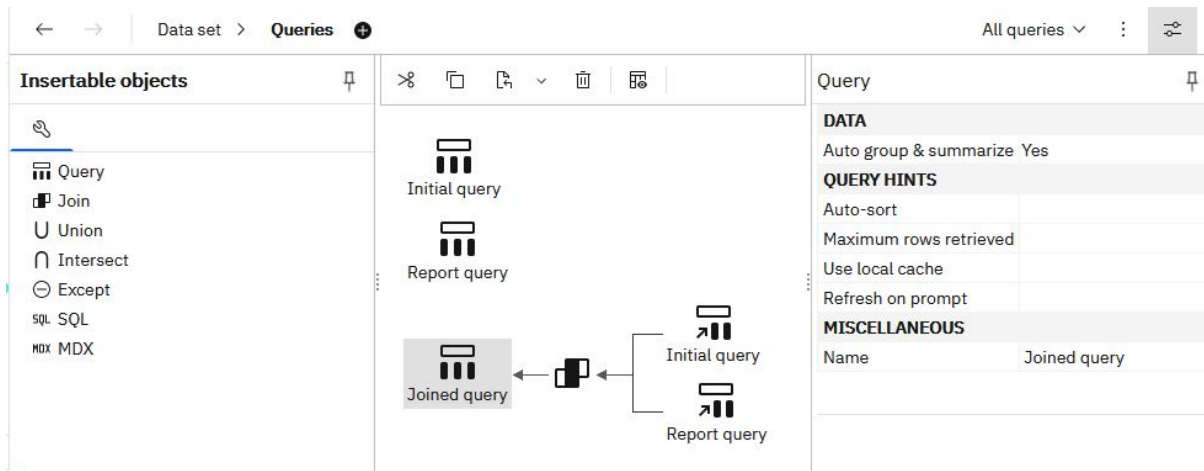 Data set > Queries
All queries
Insertable objects
Query
Join
Union
Intersect
Except
SQL SQL
MDX MDX
Initial query
Report query
Joined query
Initial query
Report query
Query
DATA
Auto group & summarize Yes
QUERY HINTS
Auto-sort
Maximum rows retrieved
Use local cache
Refresh on prompt
MISCELLANEOUS
Name Joined query